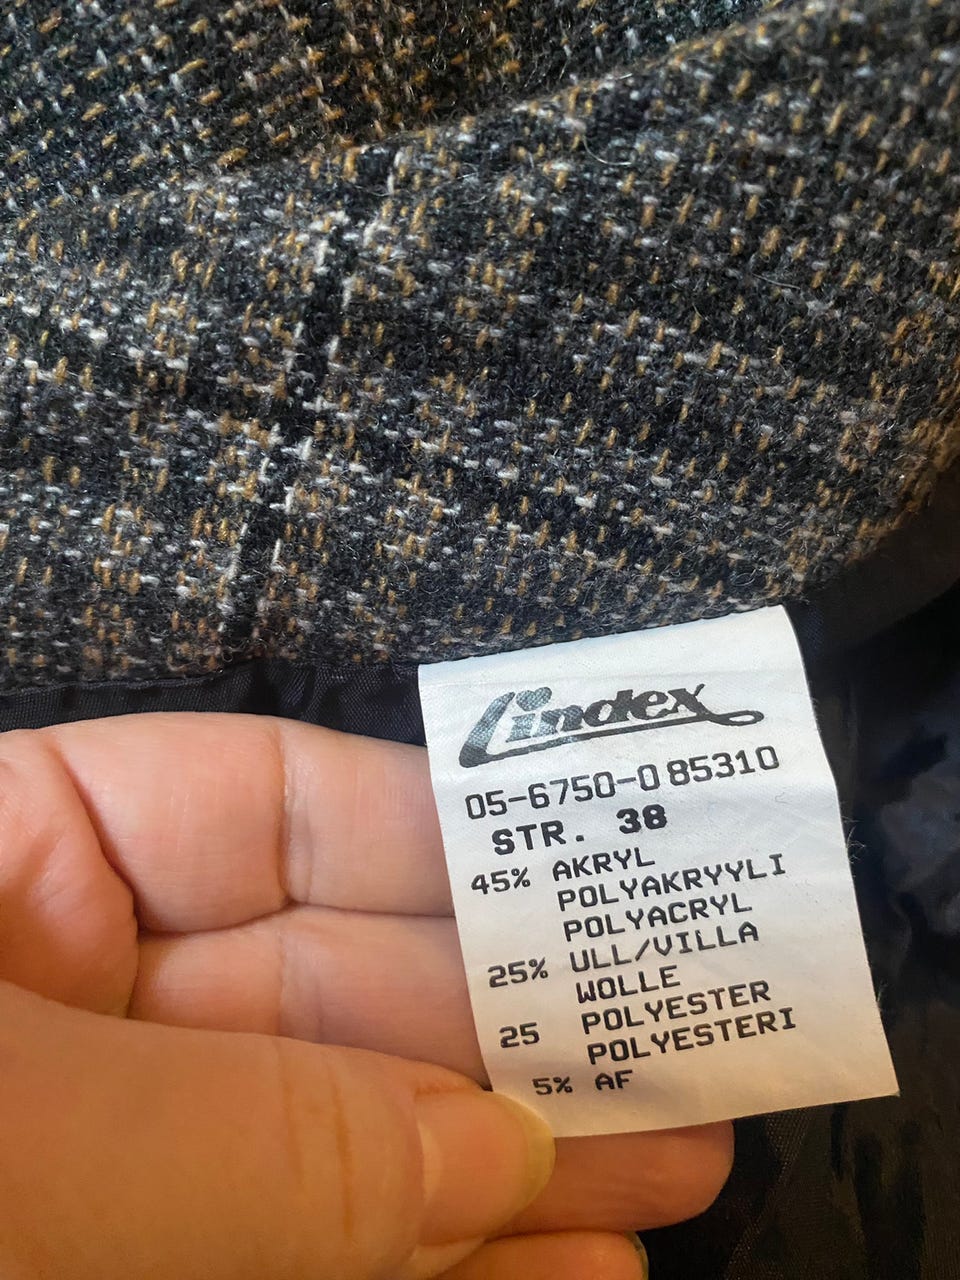 Lindex
05-6750-0 85310
STR. 38
45% AKRYL
POLYAKRYYLI
POLYACRYL
25% ULL/VILLA
WOLLE
25 POLYESTER
POLYESTERI
5% AF